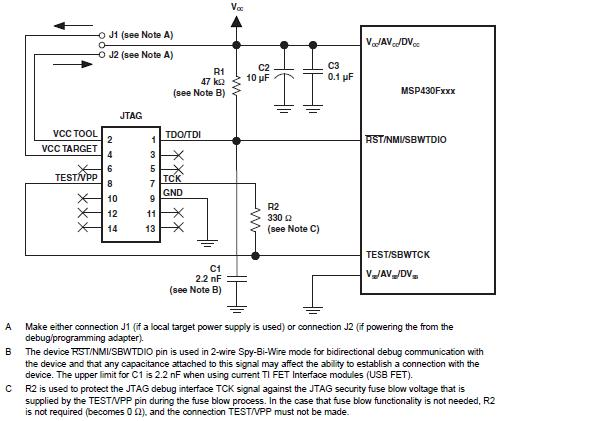 Vcc
J1 (see Note A)
J2 (see Note A)
Vcc/AVcc/DVcc
R1
47 kΩ
(see Note B)
C2
10 µF
C3
0.1 µF
MSP430Fxxx
JTAG
VCC TOOL
VCC TARGET
TEST/VPP
2
4
6
8
10
12
14
1
3
5
7
9
11
13
TDO/TDI
TCK
GND
RST/NMI/SBWTDIO
R2
330 Ω
(see Note C)
TEST/SBWTCK
C1
2.2 nF
(see Note B)
Vss/AVss/DVss
A Make either connection J1 (if a local target power supply is used) or connection J2 (if powering the from the
debug/programming adapter).
B The device RST/NMI/SBWTDIO pin is used in 2-wire Spy-Bi-Wire mode for bidirectional debug communication with
the device and that any capacitance attached to this signal may affect the ability to establish a connection with the
device. The upper limit for C1 is 2.2 nF when using current TI FET Interface modules (USB FET).
C R2 is used to protect the JTAG debug interface TCK signal against the JTAG security fuse blow voltage that is
supplied by the TEST/VPP pin during the fuse blow process. In the case that fuse blow functionality is not needed, R2
is not required (becomes 0 Ω), and the connection TEST/VPP must not be made.